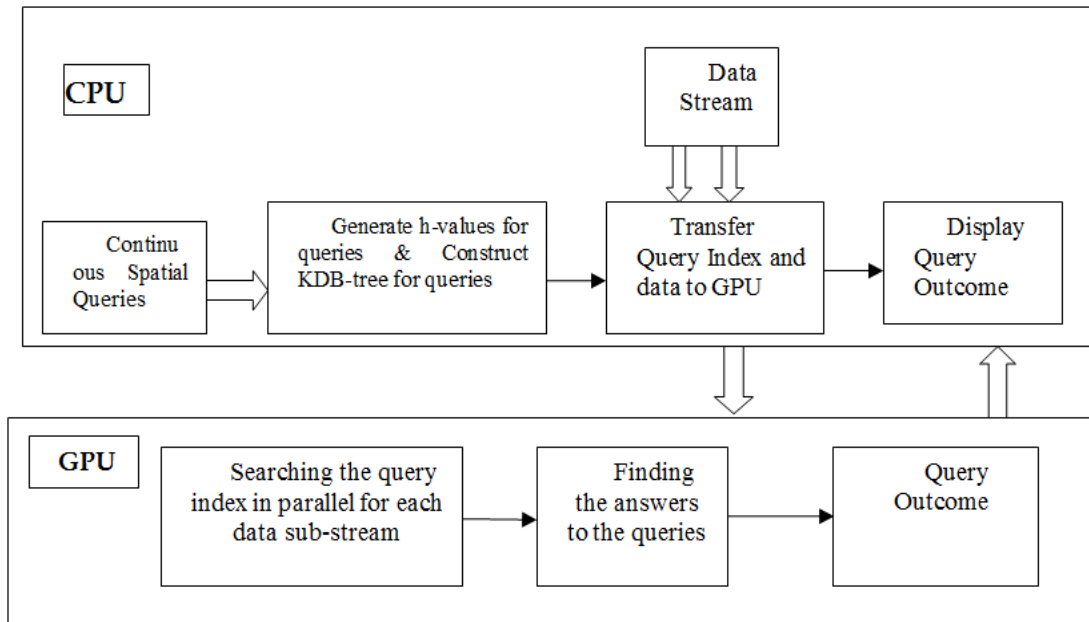 CPU
Data
Stream
Continu
ous Spatial
Queries
Generate h-values for
queries & Construct
KDB-tree for queries
Transfer
Query Index and
data to GPU
Display
Query
Outcome
GPU
Searching the query
index in parallel for each
data sub-stream
Finding
the answers
to the queries
Query
Outcome